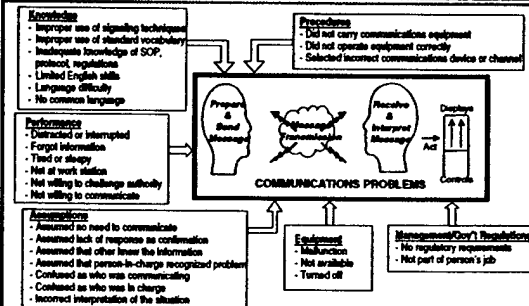 Knowledge
- Improper use of signaling techniques
- Improper use of standard vocabulary
- Inadequate knowledge of SOP,
protocol, regulations
- Limited English skills
- Language difficulty
- No common language
Procedures
- Did not carry communications equipment
- Did not operate equipment correctly
- Selected incorrect communications device or channel
Performance
- Distracted or interrupted
- Forgot information
- Tired or sleepy
- Not at work station
- Not willing to challenge authority
- Not willing to communicate
Prepare
&
Send
Message
Message
Transmission
Receive
&
Interpret
Message
Act
Displays
Controls
COMMUNICATIONS PROBLEMS
Assumptions
- Assumed no need to communicate
- Assumed lack of response as confirmation
- Assumed that other knew the information
- Assumed that person-in-charge recognized problem
- Confused as who was communicating
- Confused as who was in charge
- Incorrect interpretation of the situation
Equipment
- Malfunction
- Not available
- Turned off
Management/Gov't Regulations
- No regulatory requirements
- Not part of person's job